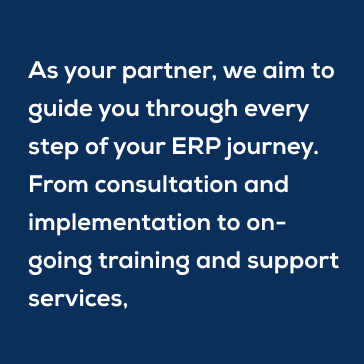 As your partner, we aim to
guide you through every
step of your ERP journey.
From consultation and
implementation to on-
going training and support
services,